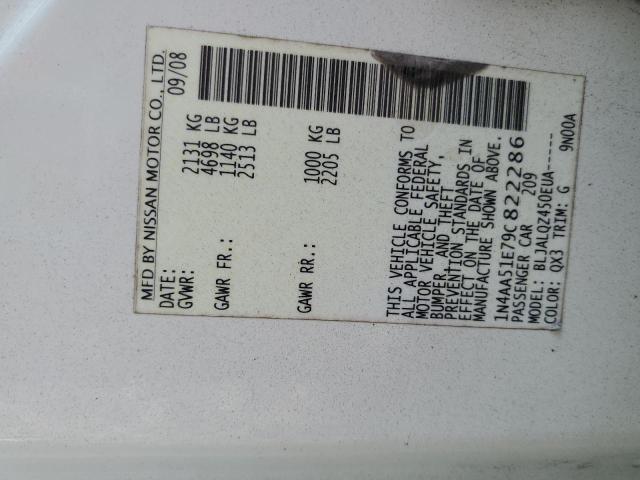 MFD BY NISSAN MOTOR CO., LTD.
DATE: 09/08
GVWR: 2131 KG
4698 LB
GAWR FR.: 1140 KG
2513 LB
GAWR RR.: 1000 KG
2205 LB
THIS VEHICLE CONFORMS TO
ALL APPLICABLE FEDERAL
MOTOR VEHICLE SAFETY,
BUMPER, AND THEFT
PREVENTION STANDARDS IN
EFFECT ON THE DATE OF
MANUFACTURE SHOWN ABOVE.
1N4AA51E79C822286
PASSENGER CAR 209
MODEL: BLJALQZ450EUA-----
COLOR: QX3 TRIM: G 9N00A